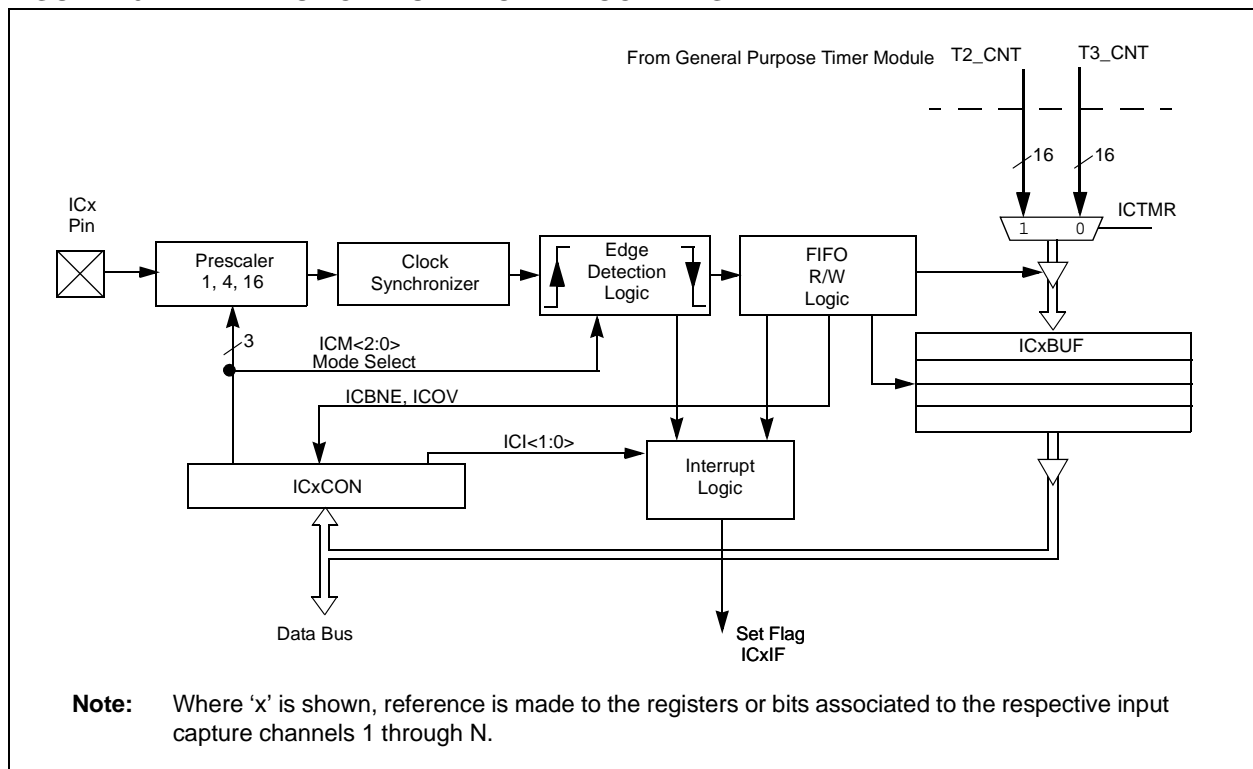 From General Purpose Timer Module
T2_CNT
T3_CNT
16
16
ICx
Pin
ICTMR
1 0
Prescaler
1, 4, 16
Clock
Synchronizer
Edge
Detection
Logic
FIFO
R/W
Logic
3
ICM<2:0>
Mode Select
ICxBUF
ICBNE, ICOV
ICI<1:0>
ICxCON
Interrupt
Logic
Data Bus
Set Flag
ICxIF
Note: Where ‘x’ is shown, reference is made to the registers or bits associated to the respective input
capture channels 1 through N.